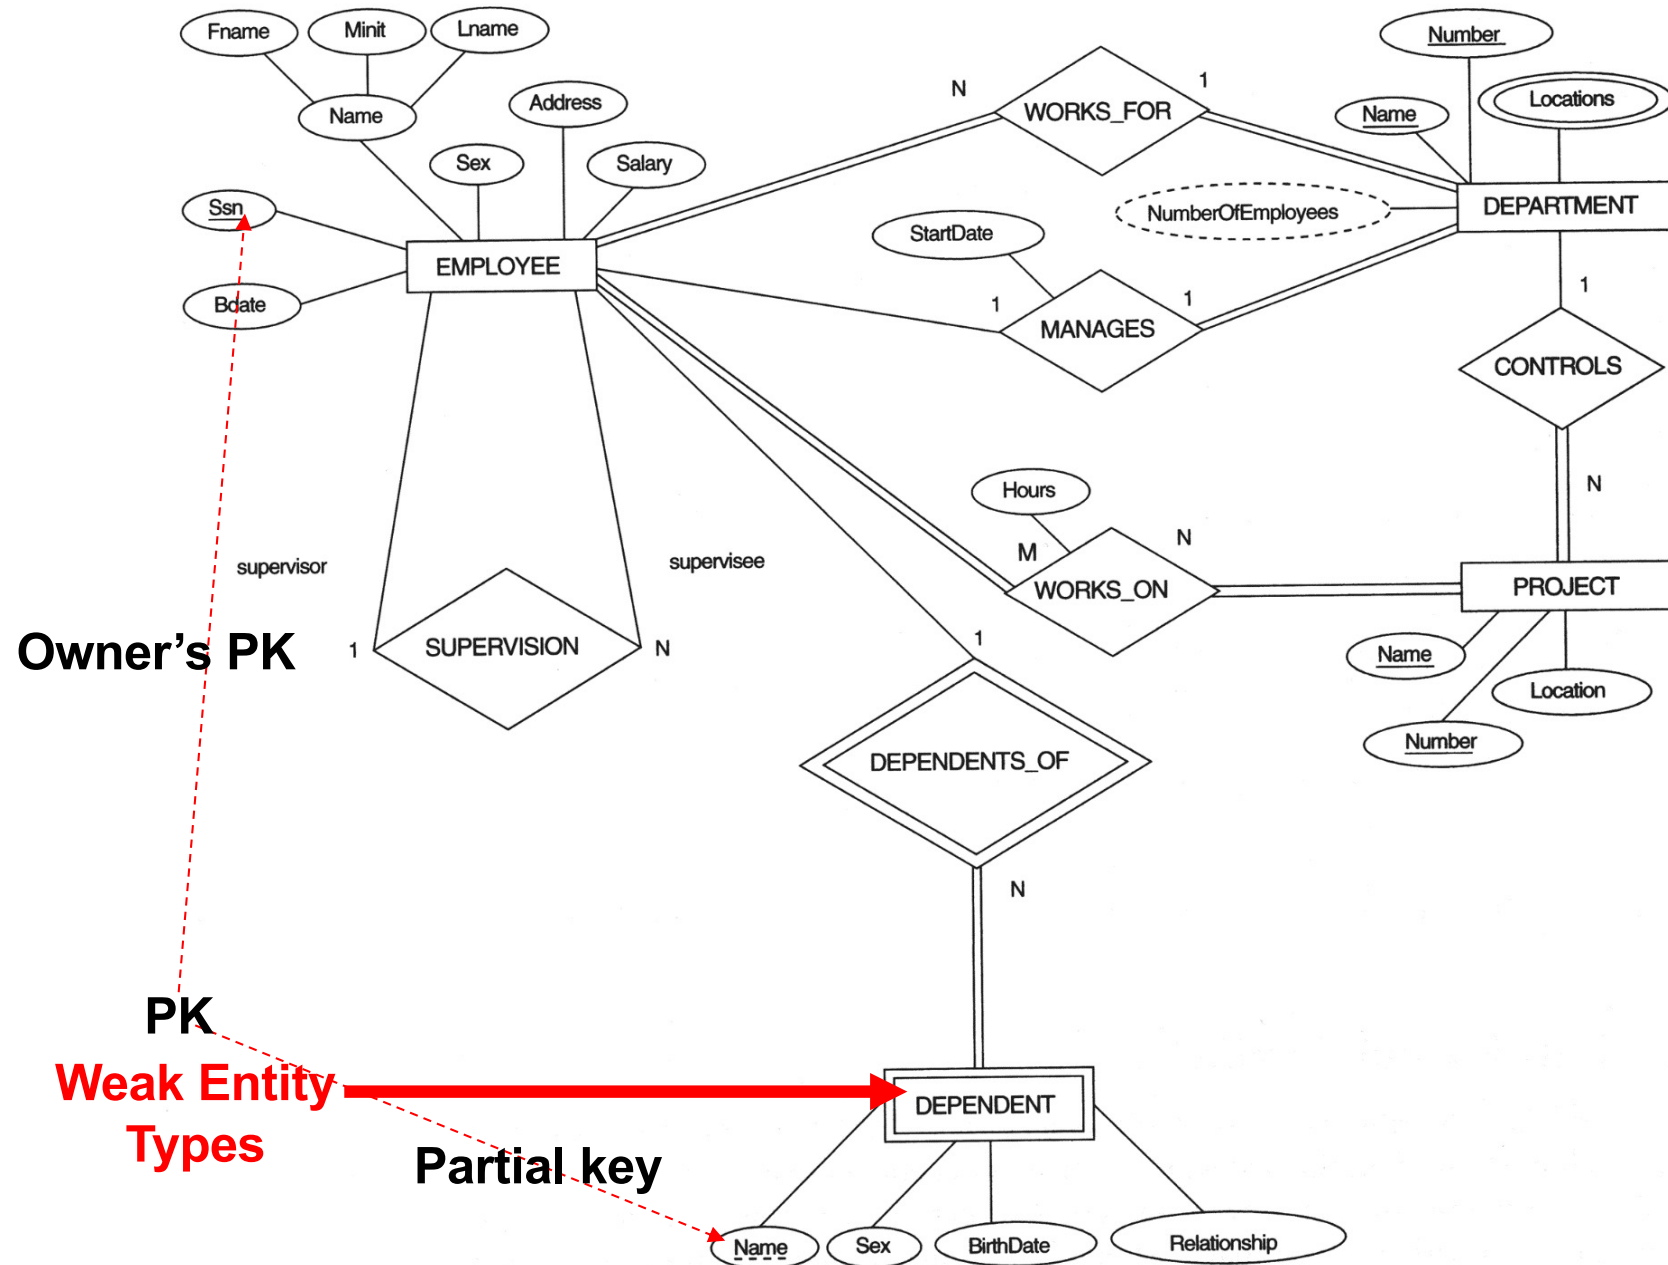 Fname
Minit
Lname
Number
Name
Address
Locations
N
WORKS_FOR
1
Name
Sex
Salary
Ssn
NumberOfEmployees
DEPARTMENT
StartDate
EMPLOYEE
Bdate
1
MANAGES
1
1
CONTROLS
Hours
N
supervisor
supervisee
M
N
WORKS_ON
PROJECT
Owner’s PK
1
SUPERVISION
N
1
Name
Location
Number
DEPENDENTS_OF
N
PK
Weak Entity
Types
DEPENDENT
Partial key
Name
Sex
BirthDate
Relationship